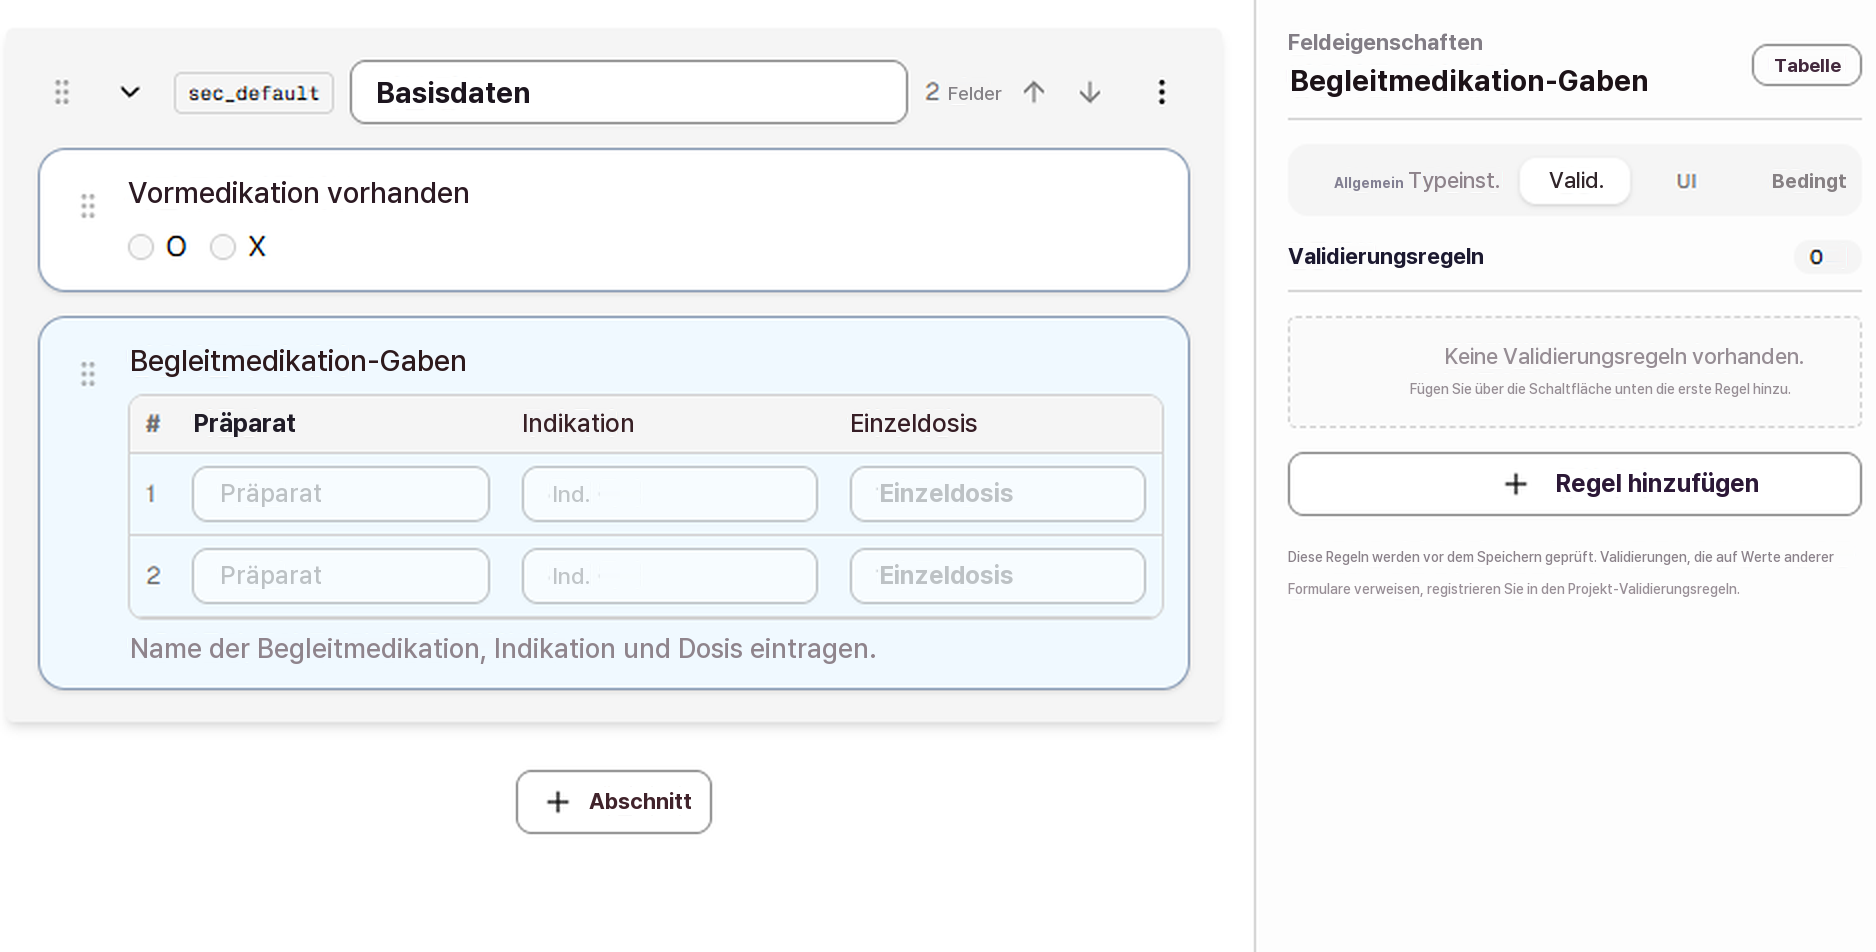 sec_default
Basisdaten
2 Felder
Vormedikation vorhanden
O X
Begleitmedikation-Gaben
# Präparat Indikation Einzeldosis
1 Präparat Ind. Einzeldosis
2 Präparat Ind. Einzeldosis
Name der Begleitmedikation, Indikation und Dosis eintragen.
+ Abschnitt
Feldeigenschaften
Begleitmedikation-Gaben
Tabelle
Allgemein Typeinst. Valid. UI Bedingt
Validierungsregeln 0
Keine Validierungsregeln vorhanden.
Fügen Sie über die Schaltfläche unten die erste Regel hinzu.
+ Regel hinzufügen
Diese Regeln werden vor dem Speichern geprüft. Validierungen, die auf Werte anderer
Formulare verweisen, registrieren Sie in den Projekt-Validierungsregeln.